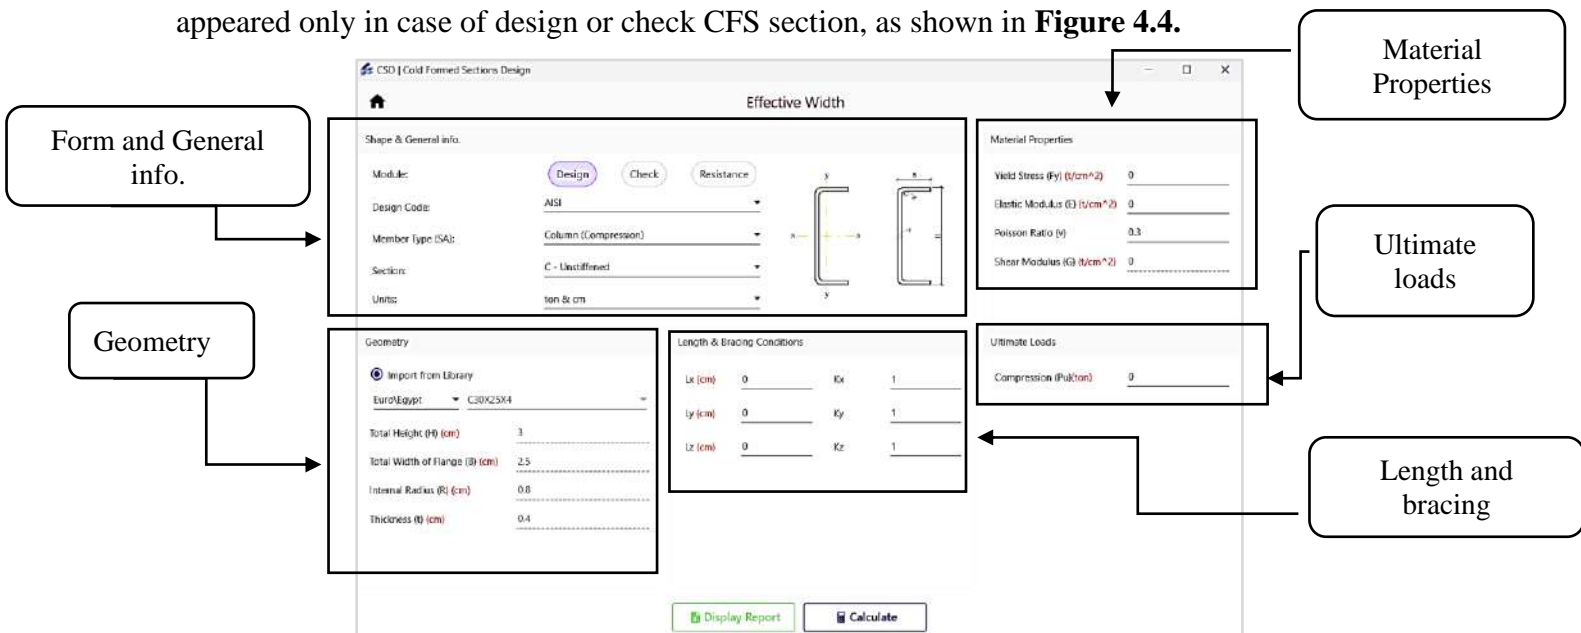 appeared only in case of design or check CFS section, as shown in Figure 4.4.
Material
Properties
CSD | Cold Formed Sections Design
Effective Width
Form and General
info.
Shape & General info.
Module:
Design
Check
Resistance
Design Code:
AISI
Member Type (SA):
Column (Compression)
Section:
C - Unstiffened
Units:
ton & cm
y
x
x
y
B
Material Properties
Yield Stress (Fy) (t/cm^2) 0
Elastic Modulus (E) (t/cm^2) 0
Poisson Ratio (v) 0.3
Shear Modulus (G) (t/cm^2) 0
Ultimate
loads
Geometry
Geometry
Import from Library
Euro\Egypt
C30X25X4
Total Height (H) (cm) 3
Total Width of Flange (B) (cm) 2.5
Internal Radius (R) (cm) 0.8
Thickness (t) (cm) 0.4
Length & Bracing Conditions
Lx (cm) 0 Kx 1
Ly (cm) 0 Ky 1
Lz (cm) 0 Kz 1
Ultimate Loads
Compression (Pu)(ton) 0
Length and
bracing
Display Report
Calculate